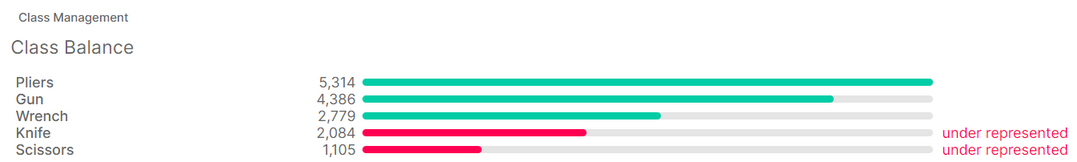 Class Management
Class Balance
Pliers 5,314
Gun 4,386
Wrench 2,779
Knife 2,084 under represented
Scissors 1,105 under represented